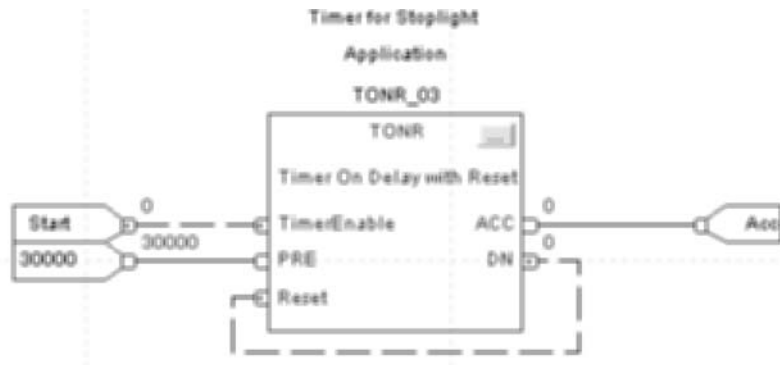 Timer for Stoplight
Application
TONR_03
TONR
Timer On Delay with Reset
0
Start
TimerEnable
ACC
0
Acc
30000
30000
PRE
DN
0
Reset